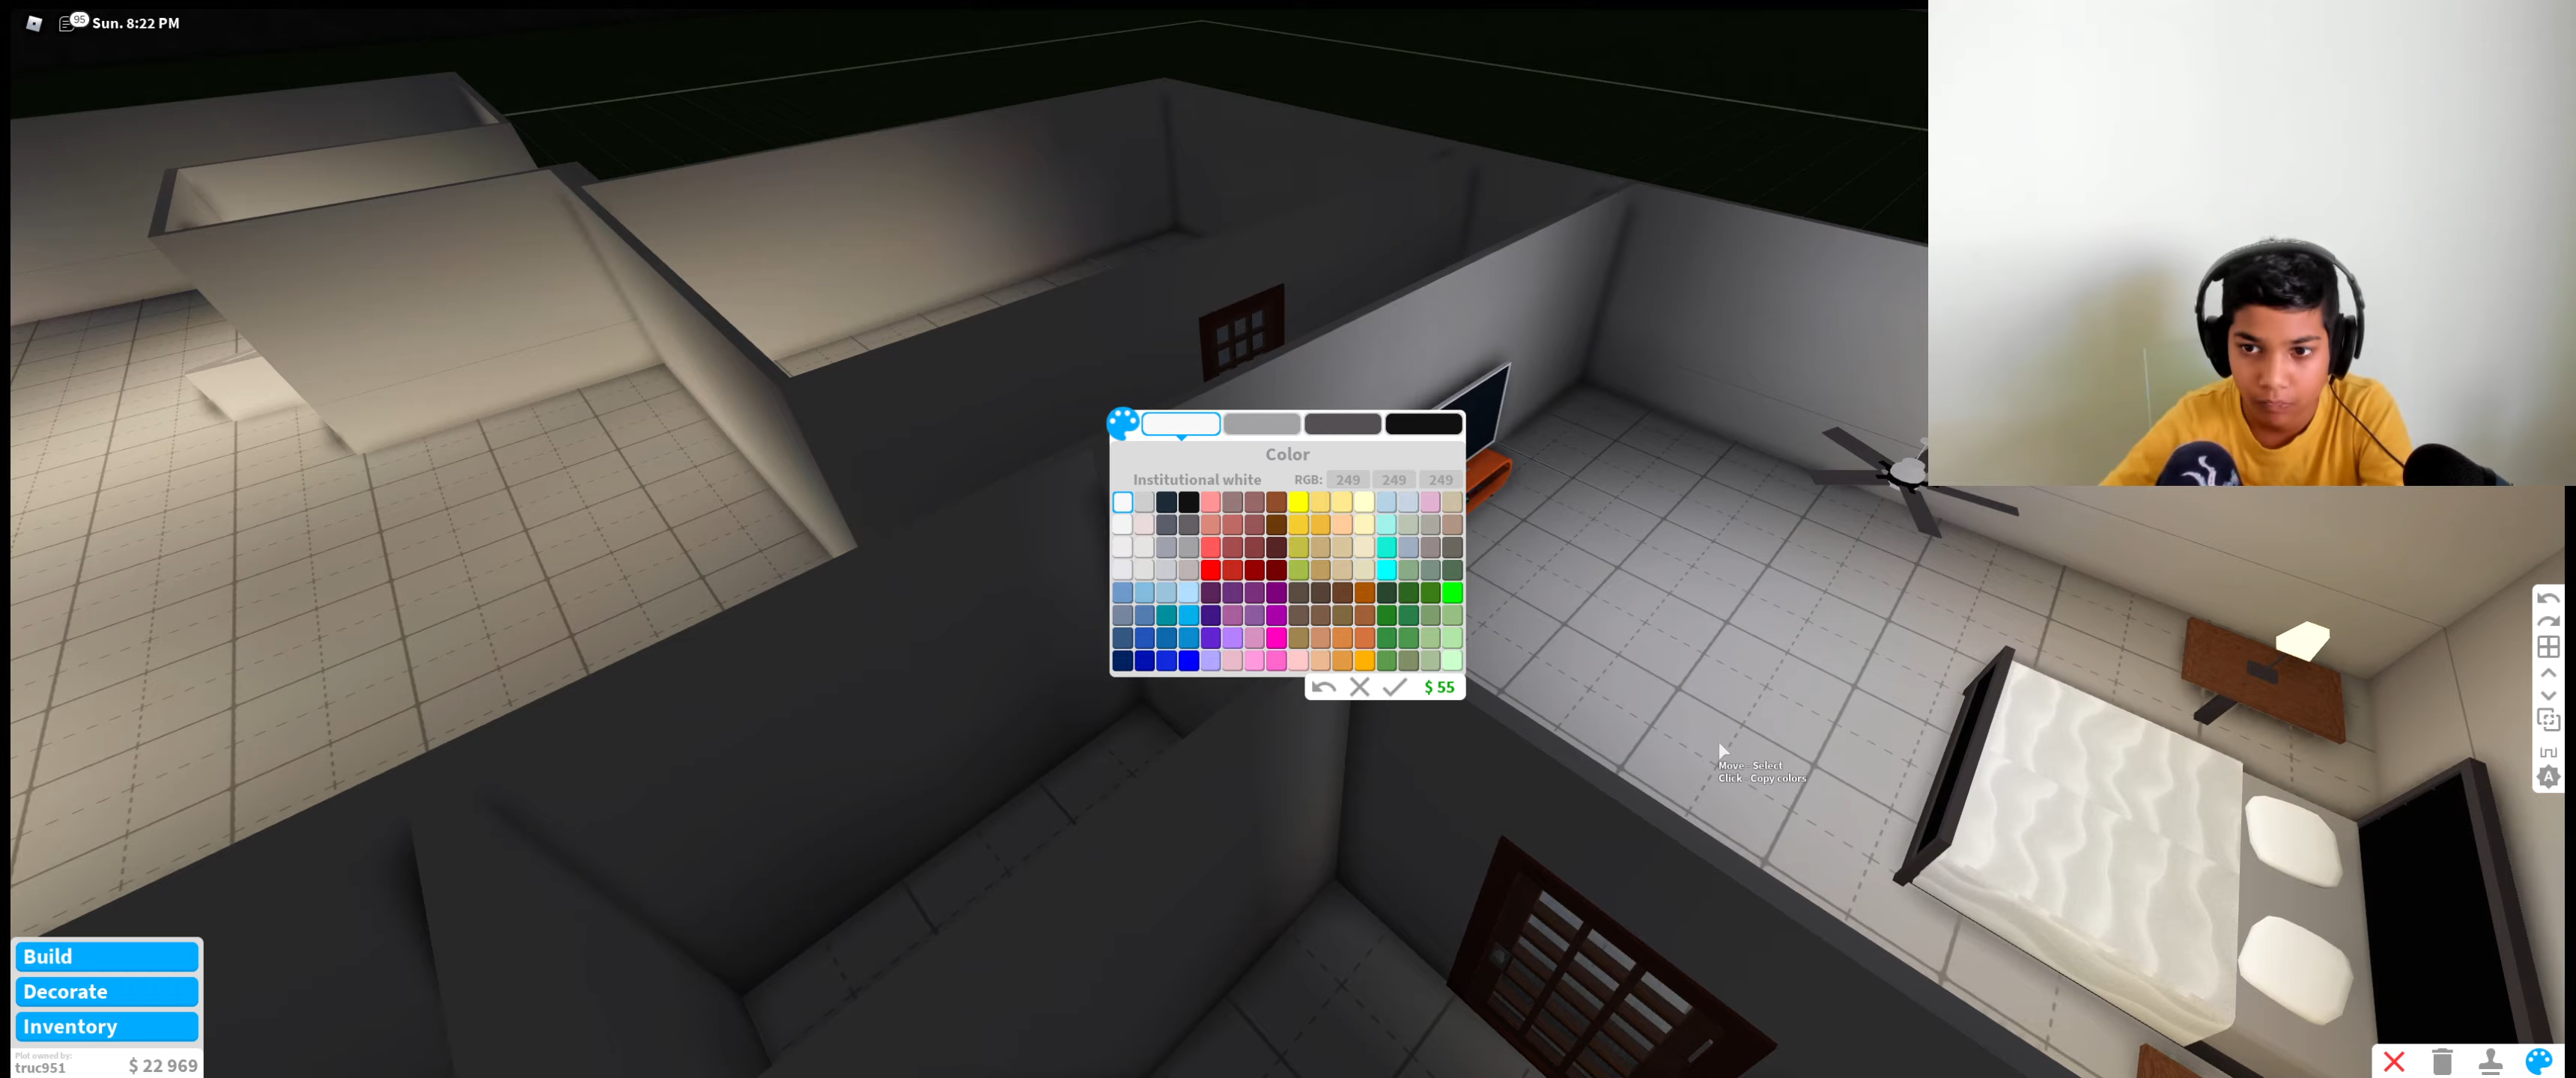 95 Sun. 8:22 PM
Color
Institutional white RGB: 249 249 249
$ 55
Move Select
Click Copy colors
A
Build
Decorate
Inventory
Plot owned by:
truc951 $ 22 969